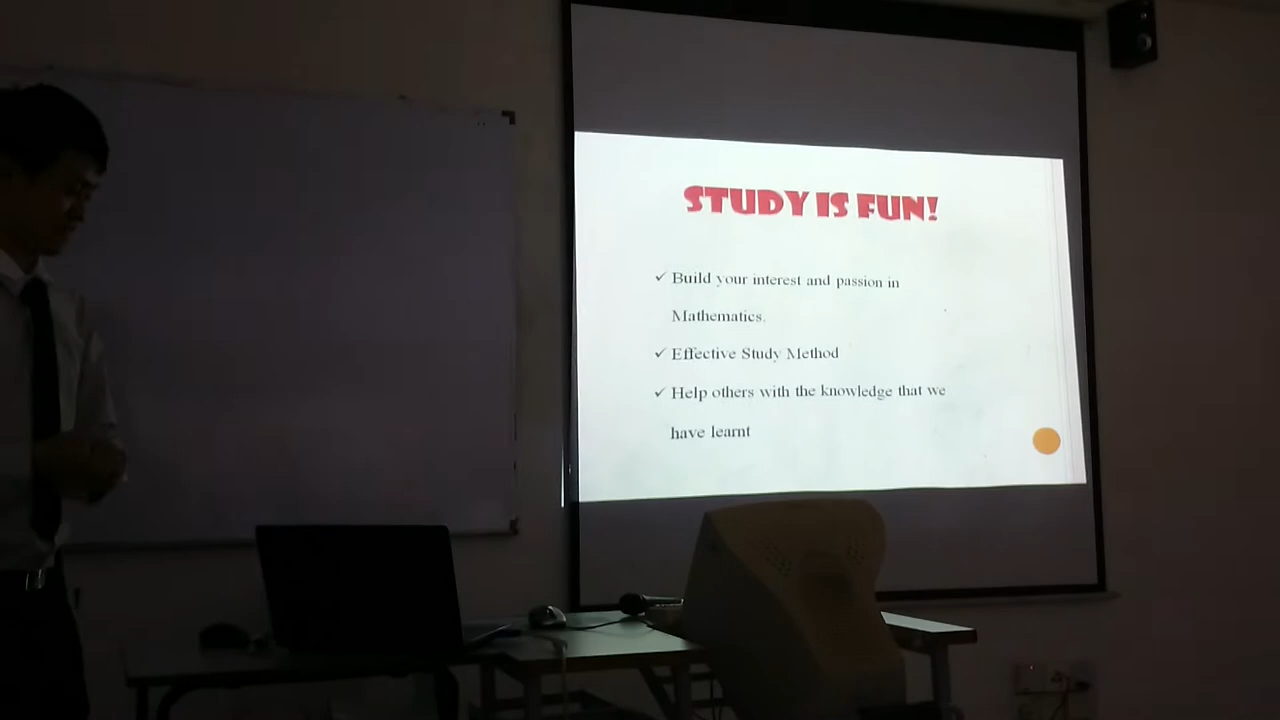 STUDY IS FUN!
✓ Build your interest and passion in
Mathematics.
✓ Effective Study Method
✓ Help others with the knowledge that we
have learnt